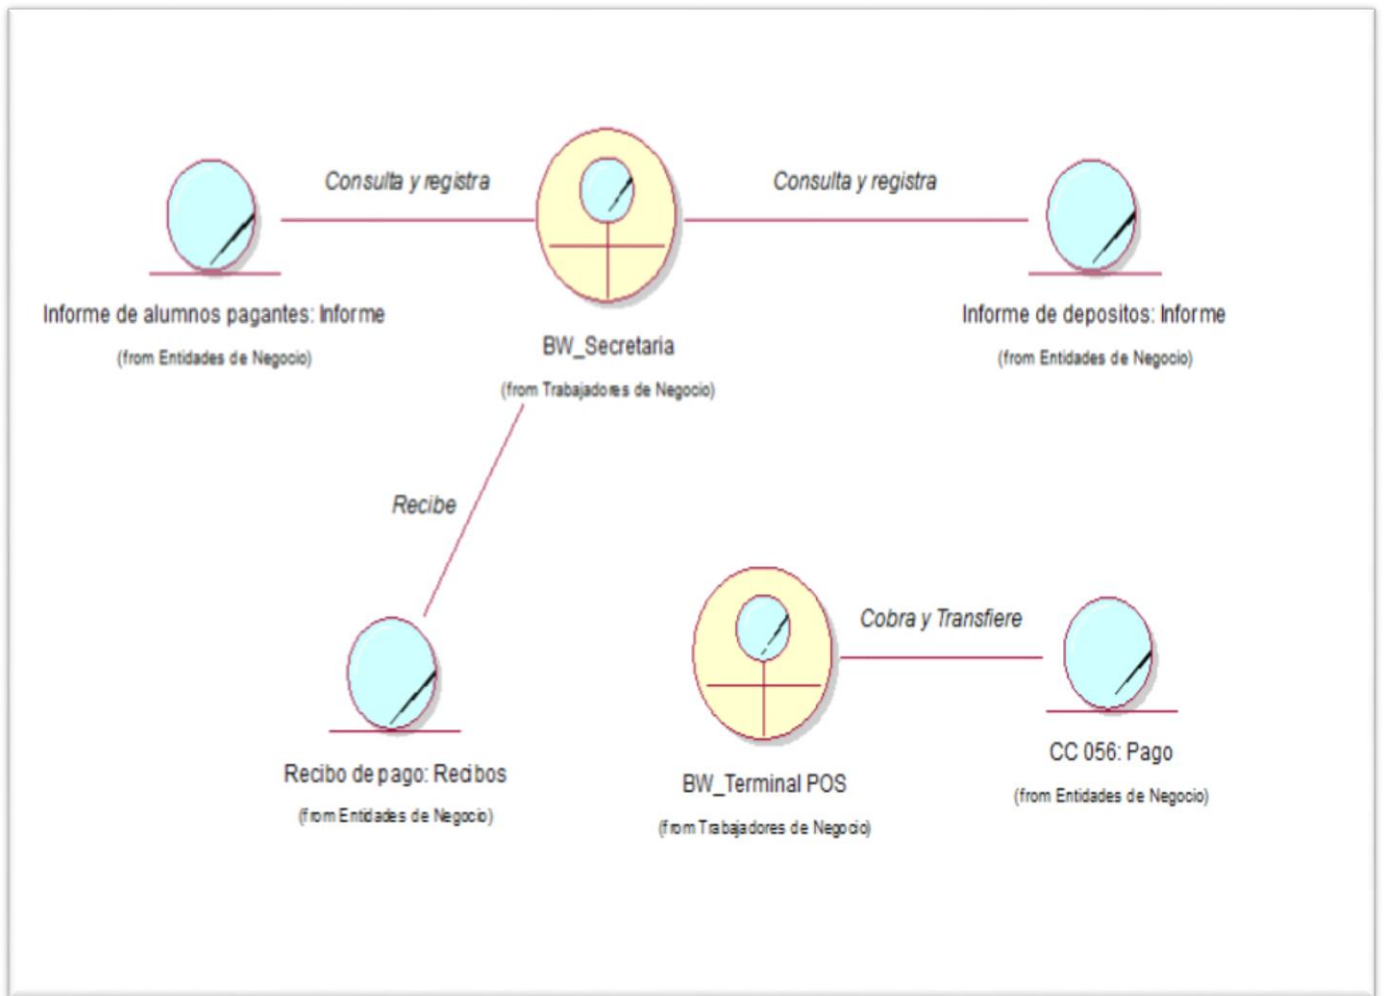 Consulta y registra
Consulta y registra
Informe de alumnos pagantes: Informe
(from Entidades de Negocio)
BW_Secretaria
(from Trabajadores de Negocio)
Informe de depositos: Informe
(from Entidades de Negocio)
Recibe
Recibo de pago: Recibos
(from Entidades de Negocio)
BW_Terminal POS
(from Trabajadores de Negocio)
Cobra y Transfiere
CC 056: Pago
(from Entidades de Negocio)